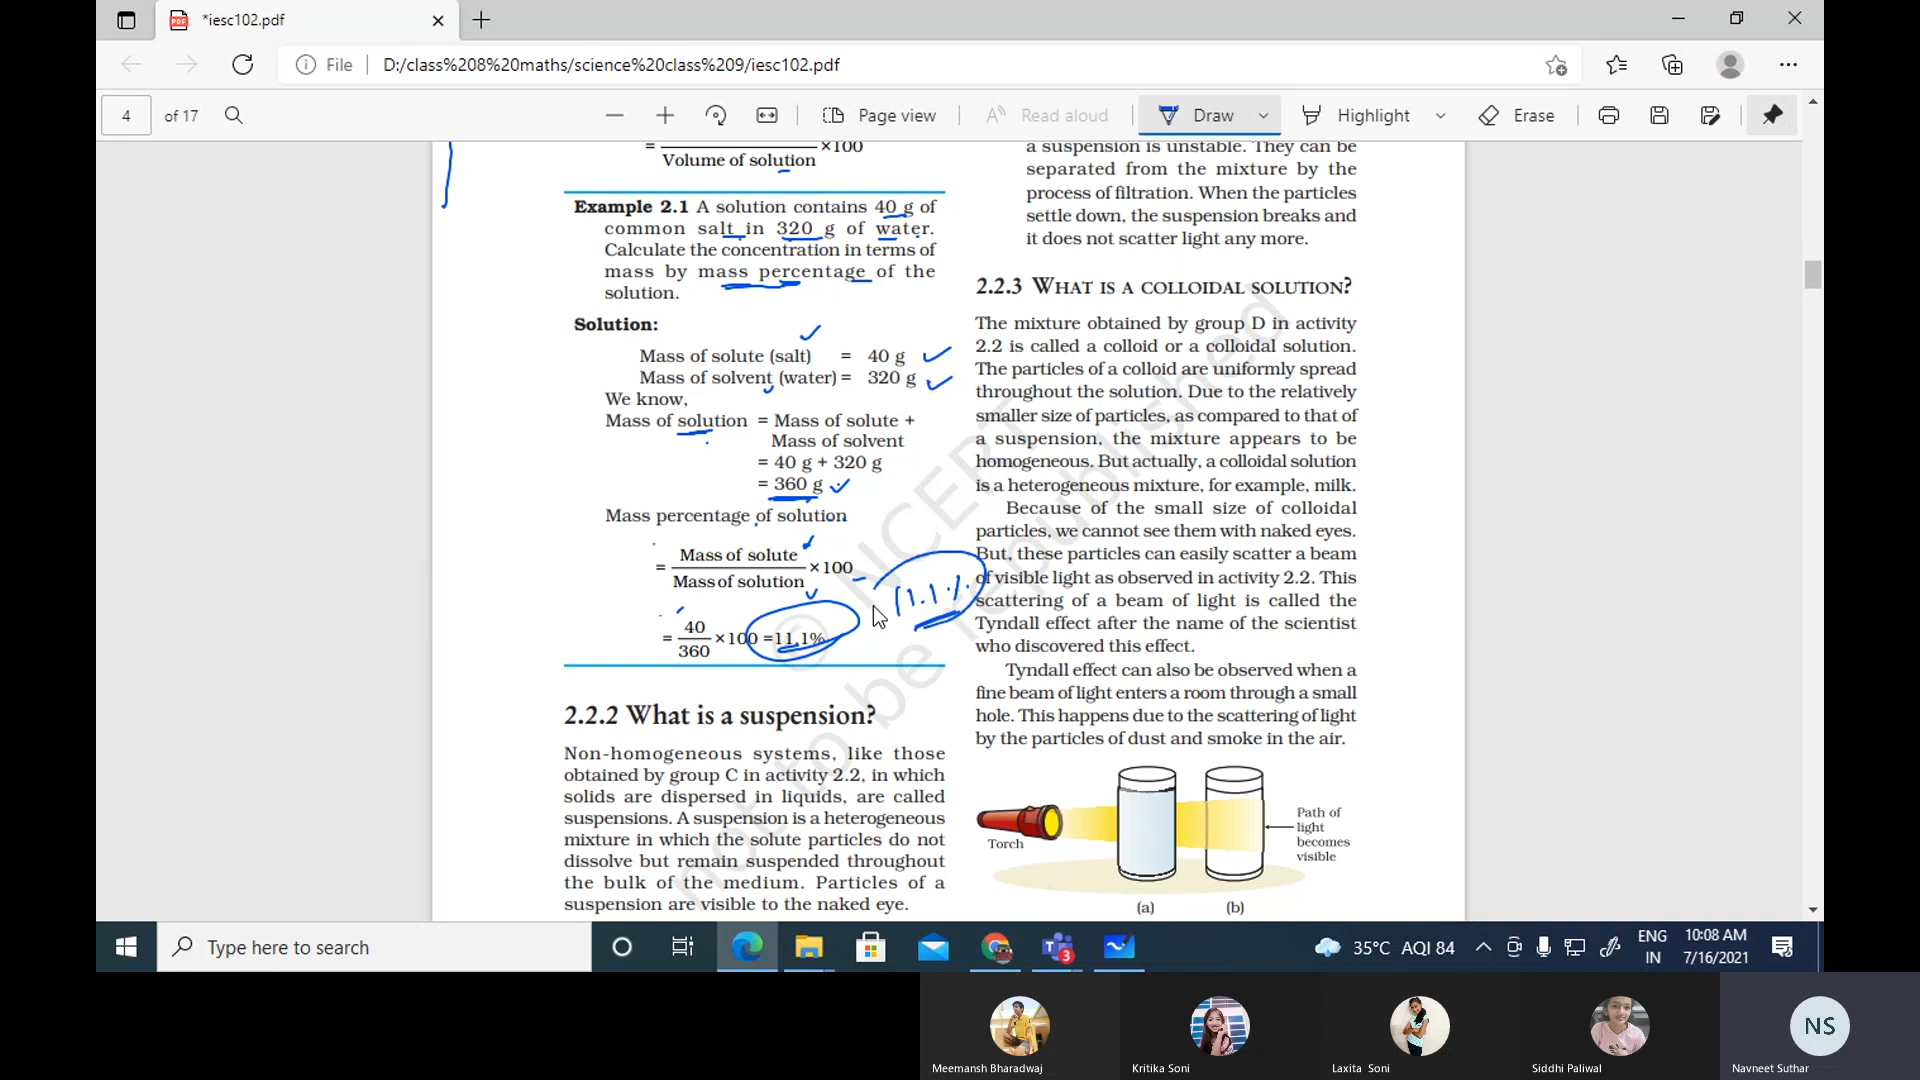 *iesc102.pdf
File
D:/class%208%20maths/science%20class%209/iesc102.pdf
4 of 17
Page view
Read aloud
Draw
Highlight
Erase
= ×100
Volume of solution
Example 2.1 A solution contains 40 g of
common salt in 320 g of water.
Calculate the concentration in terms of
mass by mass percentage of the
solution.
Solution:
Mass of solute (salt) = 40 g
Mass of solvent (water) = 320 g
We know,
Mass of solution = Mass of solute +
Mass of solvent
= 40 g + 320 g
= 360 g
Mass percentage of solution
= Mass of solute
Mass of solution
×100
11.1%
= 40
360
×100 =11.1%
2.2.2 What is a suspension?
Non-homogeneous systems, like those
obtained by group C in activity 2.2, in which
solids are dispersed in liquids, are called
suspensions. A suspension is a heterogeneous
mixture in which the solute particles do not
dissolve but remain suspended throughout
the bulk of the medium. Particles of a
suspension are visible to the naked eye.
a suspension is unstable. They can be
separated from the mixture by the
process of filtration. When the particles
settle down, the suspension breaks and
it does not scatter light any more.
2.2.3 WHAT IS A COLLOIDAL SOLUTION?
The mixture obtained by group D in activity
2.2 is called a colloid or a colloidal solution.
The particles of a colloid are uniformly spread
throughout the solution. Due to the relatively
smaller size of particles, as compared to that of
a suspension, the mixture appears to be
homogeneous. But actually, a colloidal solution
is a heterogeneous mixture, for example, milk.
Because of the small size of colloidal
particles, we cannot see them with naked eyes.
But, these particles can easily scatter a beam
of visible light as observed in activity 2.2. This
scattering of a beam of light is called the
Tyndall effect after the name of the scientist
who discovered this effect.
Tyndall effect can also be observed when a
fine beam of light enters a room through a small
hole. This happens due to the scattering of light
by the particles of dust and smoke in the air.
Torch
Path of
light
becomes
visible
(a) (b)
© NCERT
not to be republished
Type here to search
3
35°C AQI 84
ENG
IN
10:08 AM
7/16/2021
NS
Meemansh Bharadwaj
Kritika Soni
Laxita Soni
Siddhi Paliwal
Navneet Suthar